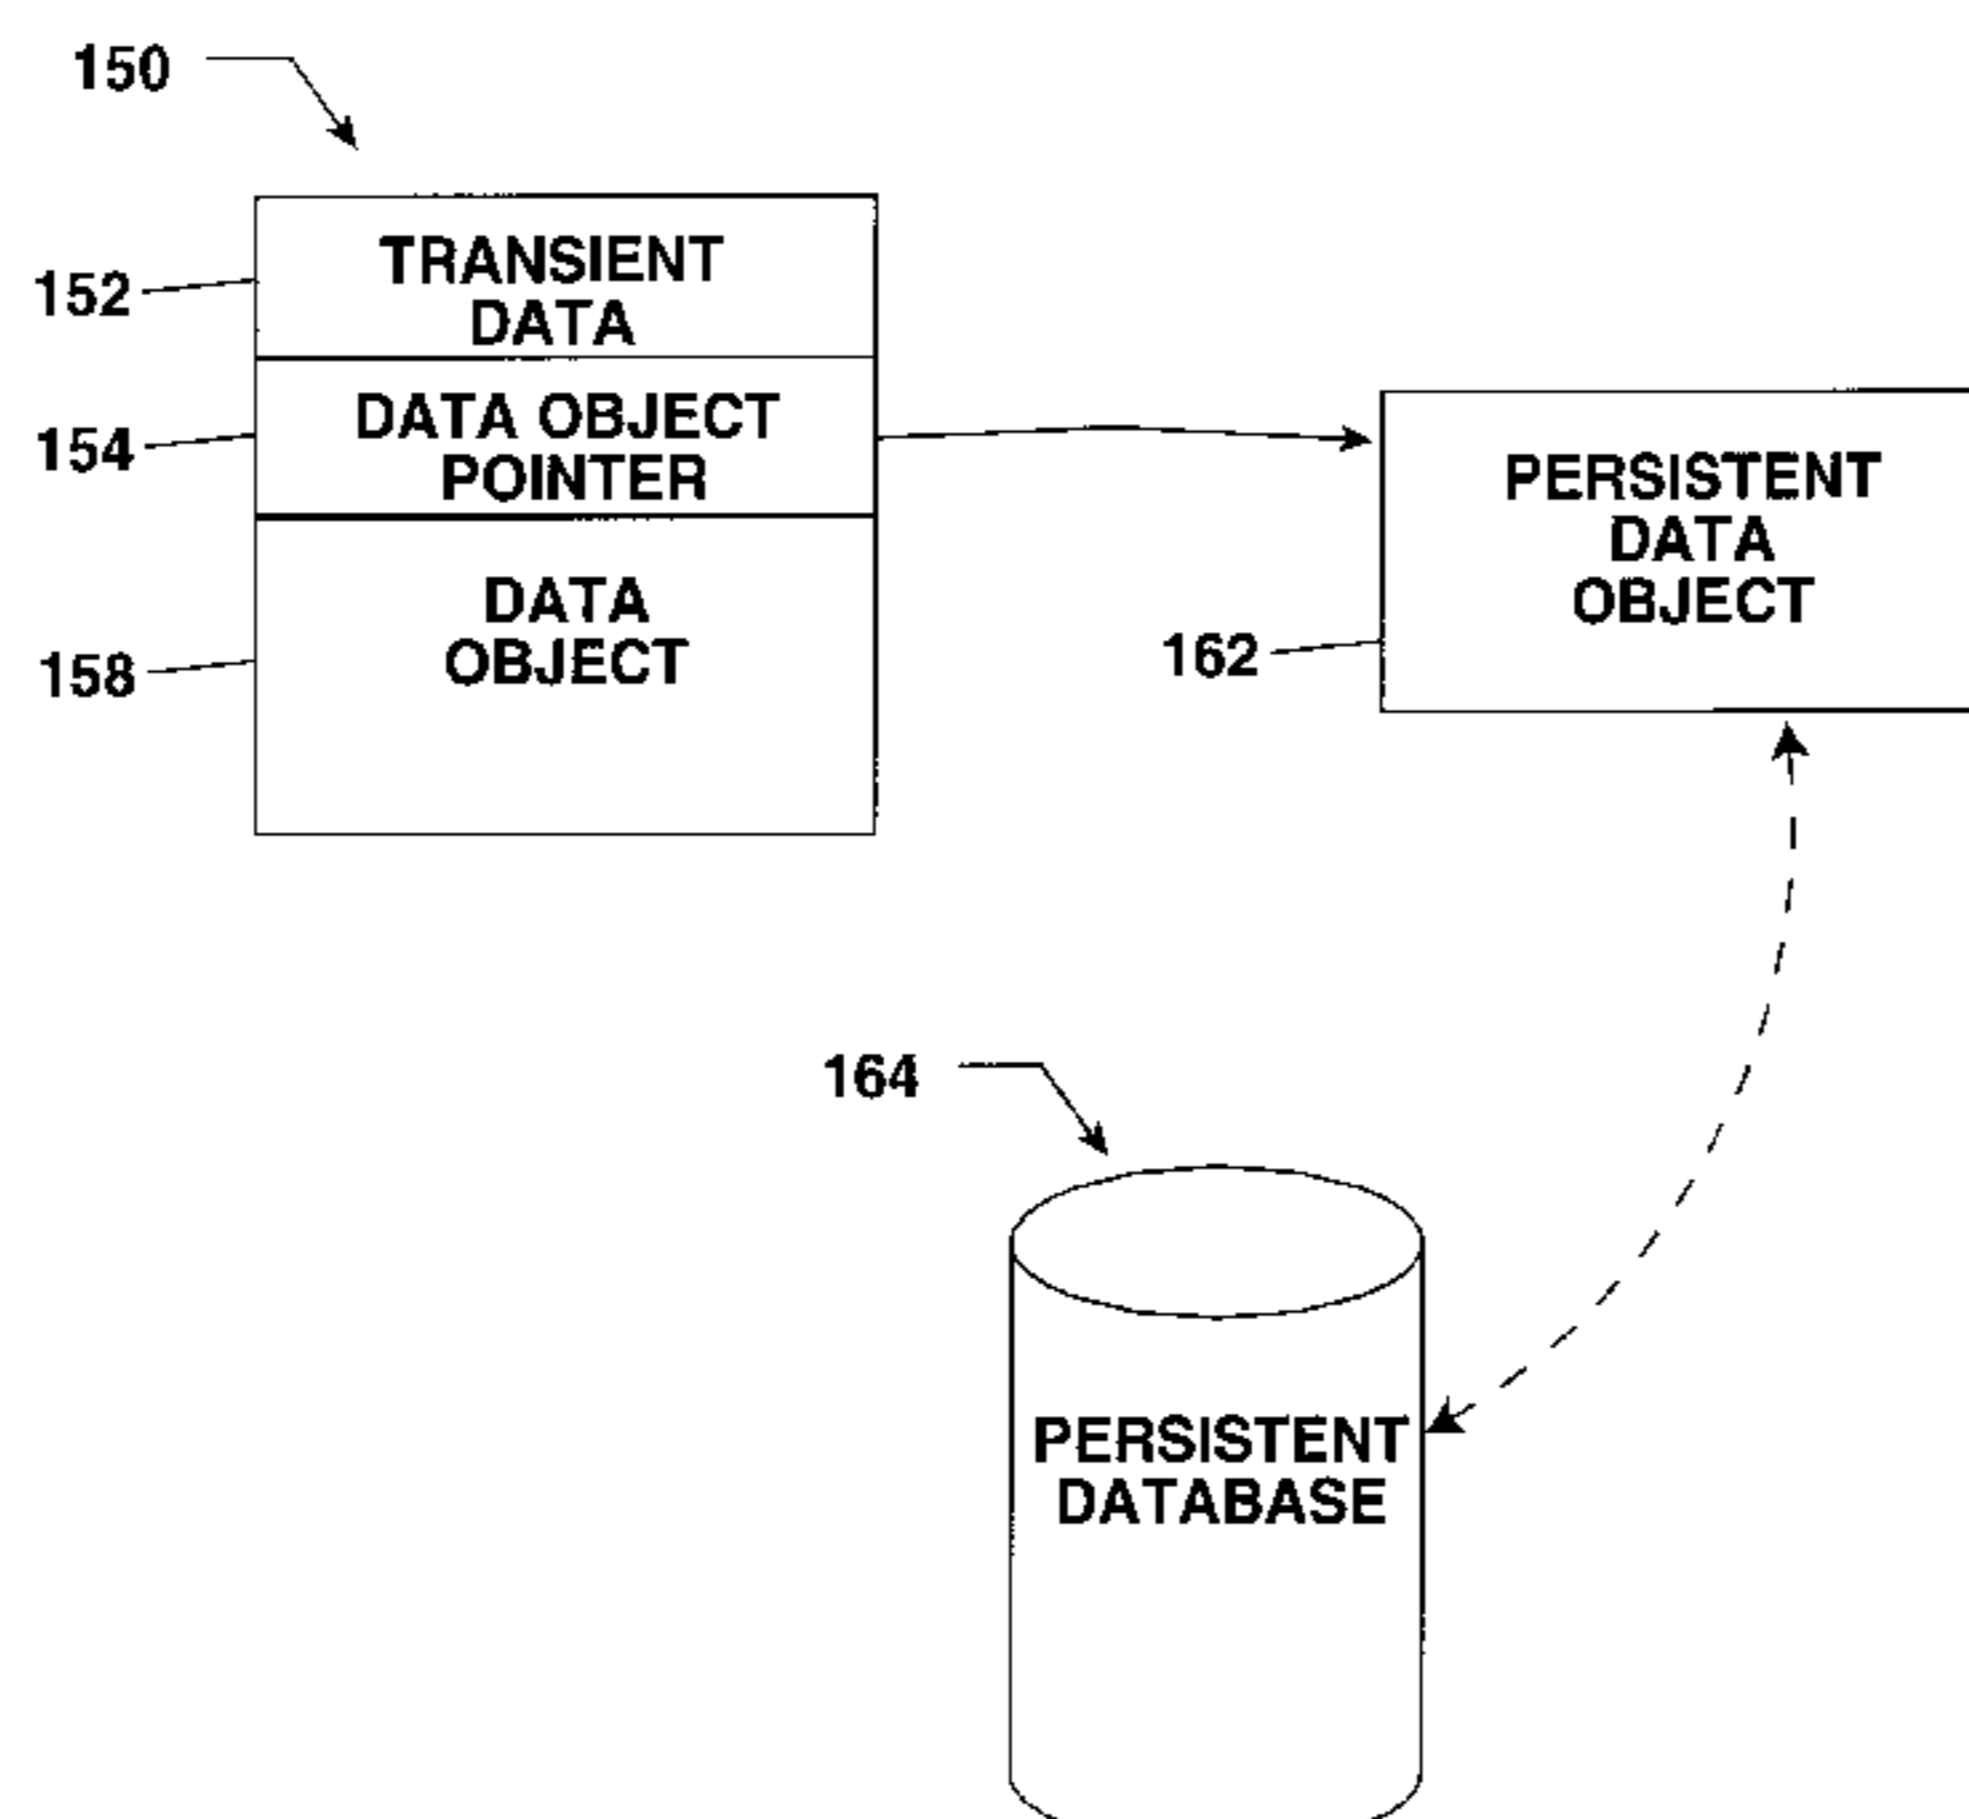 150
152
TRANSIENT
DATA
154
DATA OBJECT
POINTER
158
DATA
OBJECT
PERSISTENT
DATA
OBJECT
162
164
PERSISTENT
DATABASE